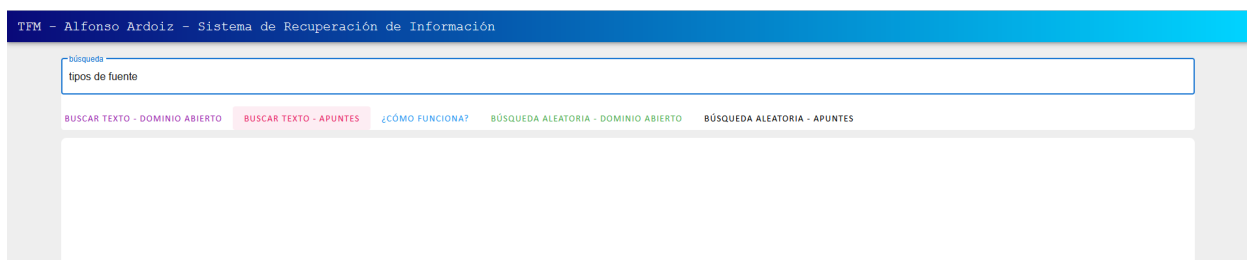 TFM - Alfonso Ardoiz - Sistema de Recuperación de Información
búsqueda
tipos de fuente
BUSCAR TEXTO - DOMINIO ABIERTO BUSCAR TEXTO - APUNTES ¿CÓMO FUNCIONA? BÚSQUEDA ALEATORIA - DOMINIO ABIERTO BÚSQUEDA ALEATORIA - APUNTES